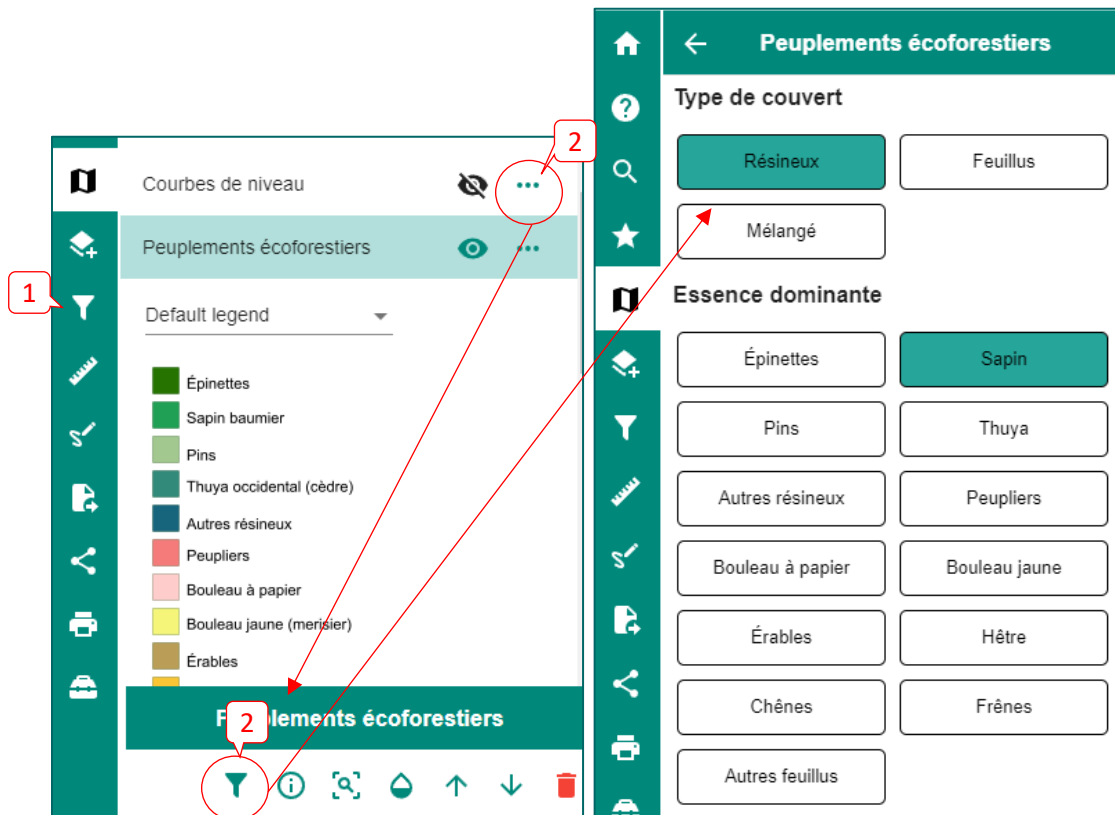 1
2
Courbes de niveau
Peuplements écoforestiers
Default legend
Épinettes
Sapin baumier
Pins
Thuya occidental (cèdre)
Autres résineux
Peupliers
Bouleau à papier
Bouleau jaune (merisier)
Érables
lements écoforestiers
2
Peuplements écoforestiers
Type de couvert
Résineux
Feuillus
Mélangé
Essence dominante
Épinettes
Sapin
Pins
Thuya
Autres résineux
Peupliers
Bouleau à papier
Bouleau jaune
Érables
Hêtre
Chênes
Frênes
Autres feuillus